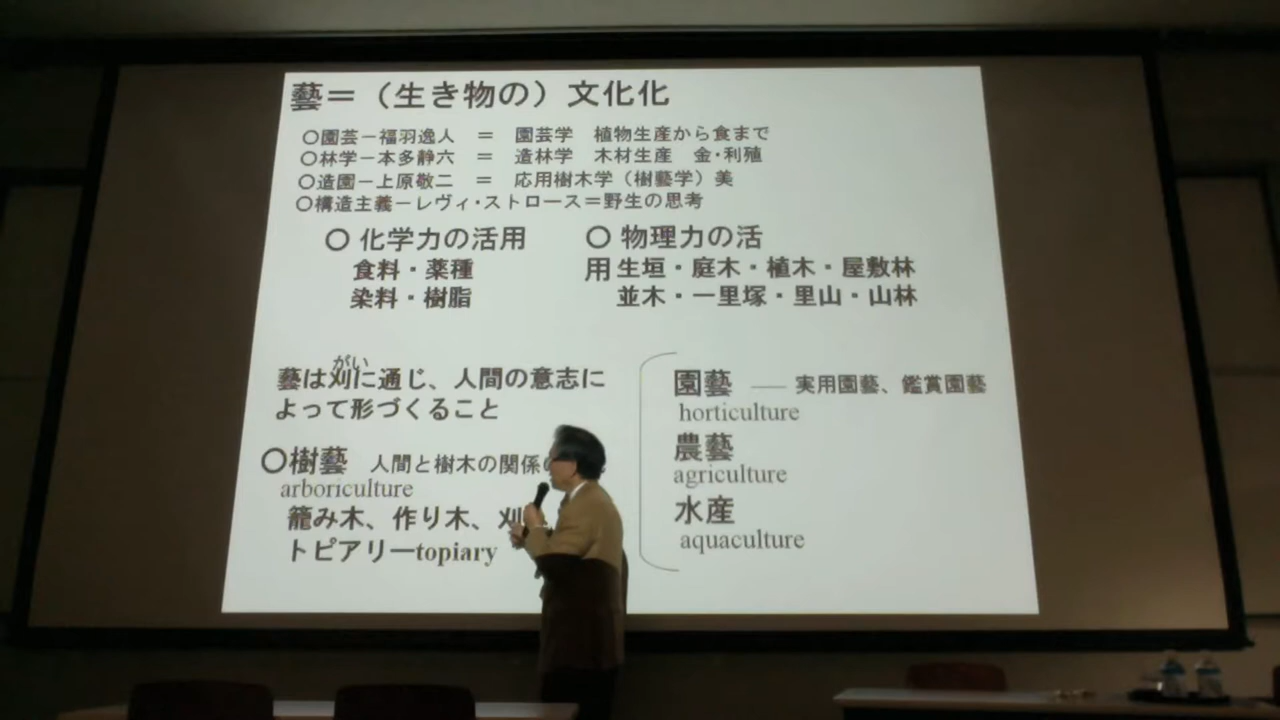 藝＝（生き物の）文化化
○園芸－福羽逸人　＝　園芸学　植物生産から食まで
○林学－本多静六　＝　造林学　木材生産　金・利殖
○造園－上原敬二　＝　応用樹木学（樹藝学）美
○構造主義－レヴィ・ストロース＝野生の思考
○ 化学力の活用
食料・薬種
染料・樹脂
○ 物理力の活
用 生垣・庭木・植木・屋敷林
並木・一里塚・里山・山林
がい
藝は刈に通じ、人間の意志に
よって形づくること
○樹藝　人間と樹木の関係
arboriculture
籠み木、作り木、刈
トピアリーtopiary
園藝 ── 実用園藝、鑑賞園藝
horticulture
農藝
agriculture
水産
aquaculture